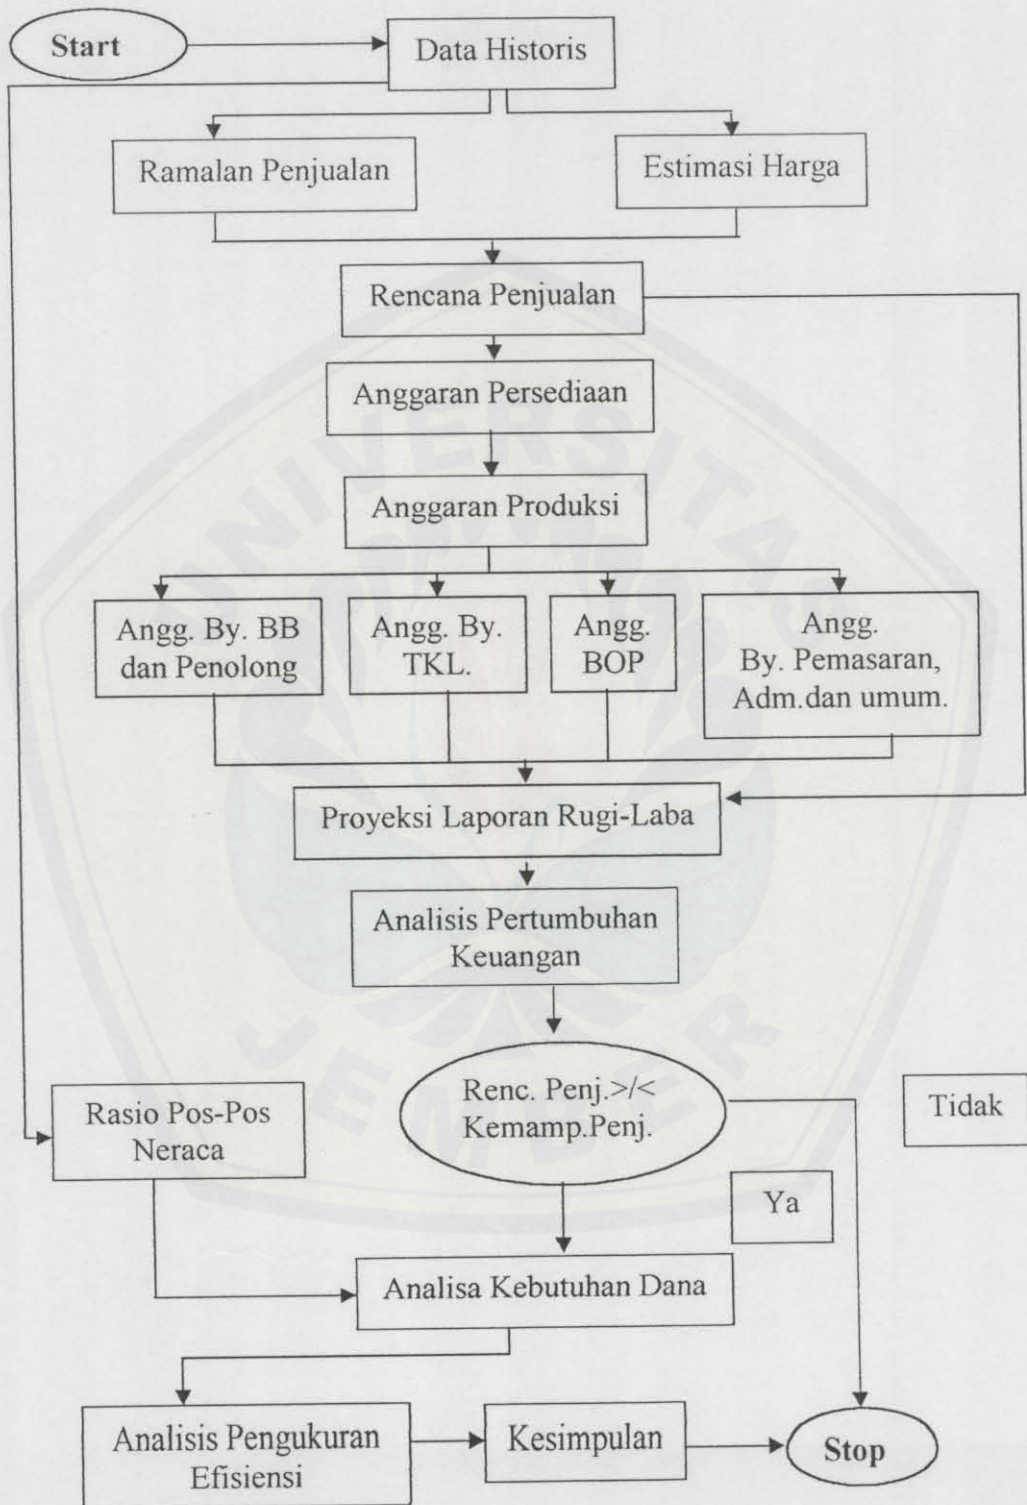 Start
Data Historis
Ramalan Penjualan
Estimasi Harga
Rencana Penjualan
Anggaran Persediaan
Anggaran Produksi
Angg. By. BB
dan Penolong
Angg. By.
TKL.
Angg.
BOP
Angg.
By. Pemasaran,
Adm.dan umum.
Proyeksi Laporan Rugi-Laba
Analisis Pertumbuhan
Keuangan
Renc. Penj.>/<
Kemamp.Penj.
Tidak
Rasio Pos-Pos
Neraca
Ya
Analisa Kebutuhan Dana
Analisis Pengukuran
Efisiensi
Kesimpulan
Stop
UNIVERSITAS
JEMBER